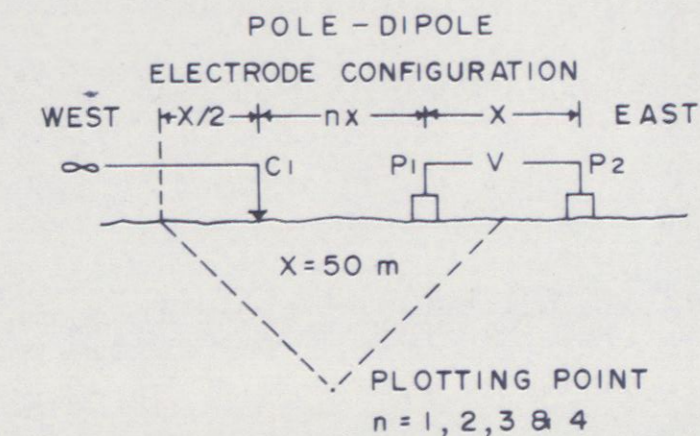 POLE - DIPOLE
ELECTRODE CONFIGURATION
WEST X/2 nx X EAST
∞ C1 P1 V P2
X = 50 m
PLOTTING POINT
n = 1, 2, 3 & 4